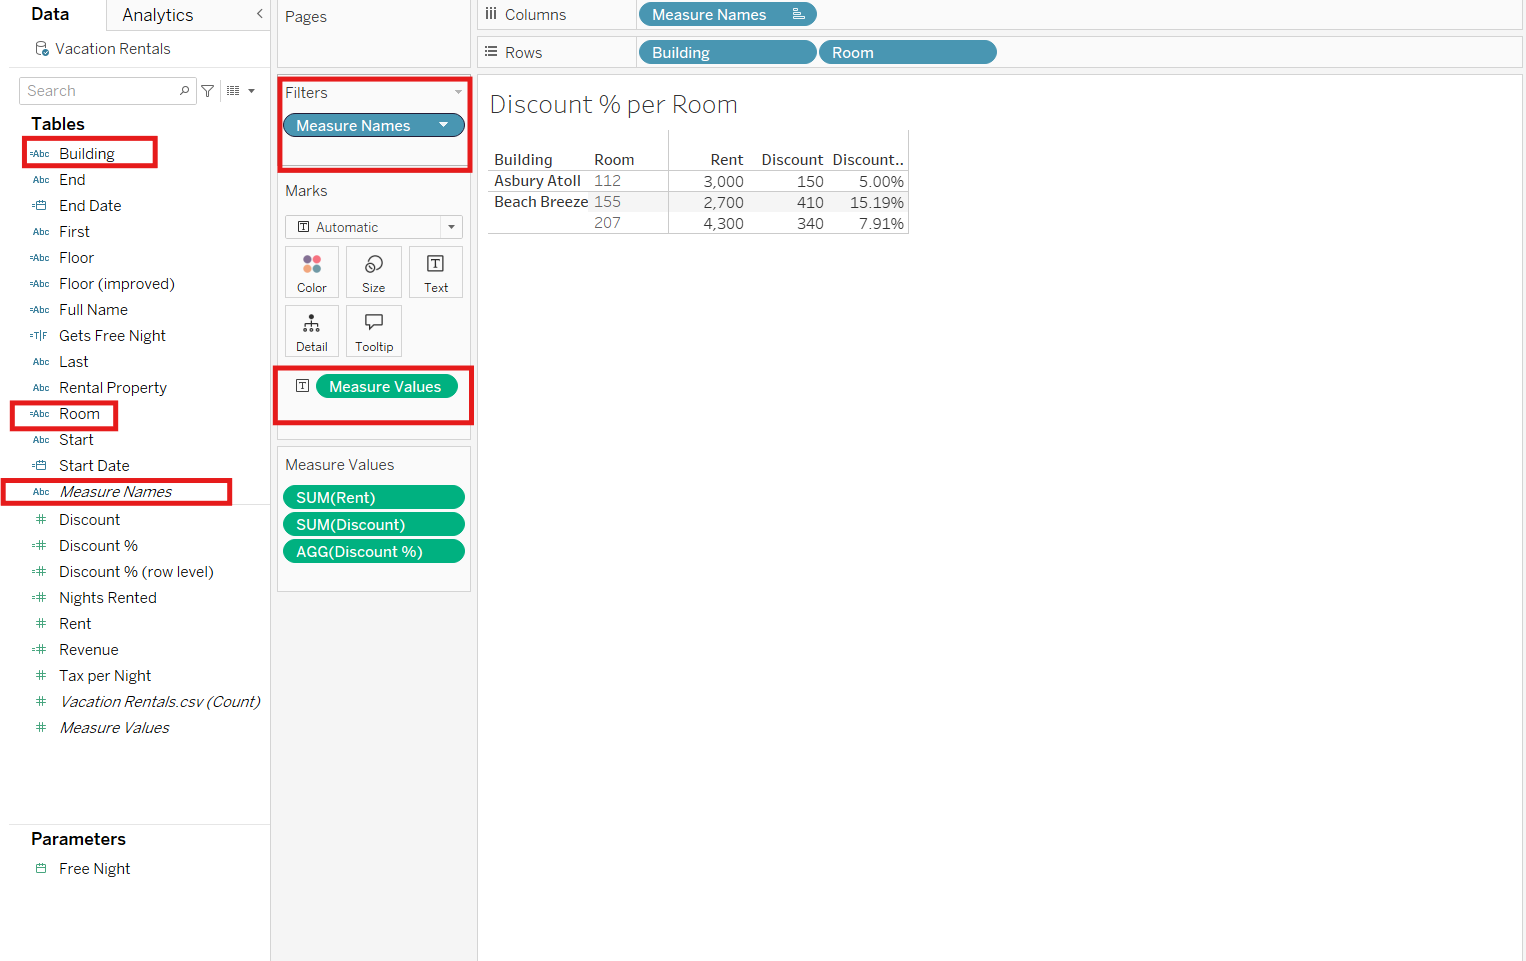 Data
Analytics
Vacation Rentals
Search
Tables
Abc Building
Abc End
End Date
Abc First
Abc Floor
Abc Floor (improved)
Abc Full Name
T|F Gets Free Night
Abc Last
Abc Rental Property
Abc Room
Abc Start
Start Date
Abc Measure Names
# Discount
# Discount %
# Discount % (row level)
# Nights Rented
# Rent
# Revenue
# Tax per Night
# Vacation Rentals.csv (Count)
# Measure Values
Parameters
Free Night
Pages
Filters
Measure Names
Marks
T Automatic
Color Size Text
Detail Tooltip
T Measure Values
Measure Values
SUM(Rent)
SUM(Discount)
AGG(Discount %)
Columns Measure Names
Rows Building Room
Discount % per Room
Building Room Rent Discount Discount..
Asbury Atoll 112 3,000 150 5.00%
Beach Breeze 155 2,700 410 15.19%
207 4,300 340 7.91%